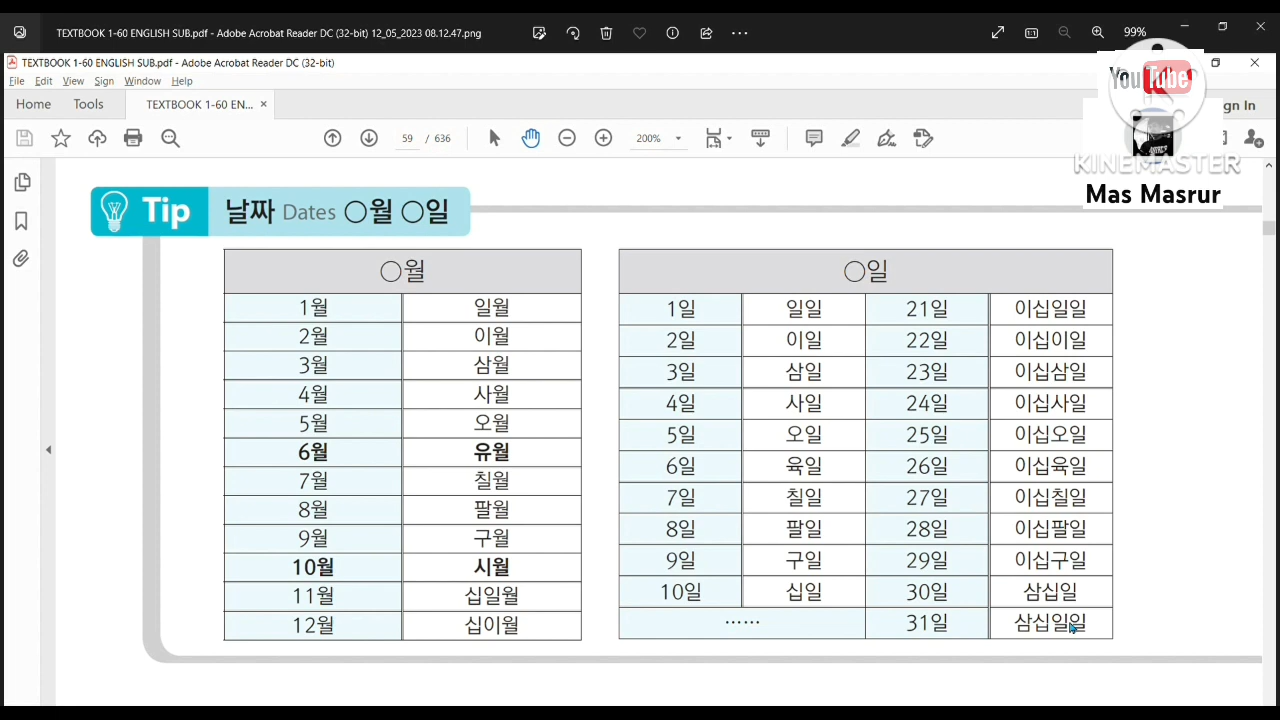 TEXTBOOK 1-60 ENGLISH SUB.pdf - Adobe Acrobat Reader DC (32-bit) 12_05_2023 08.12.47.png
99%
TEXTBOOK 1-60 ENGLISH SUB.pdf - Adobe Acrobat Reader DC (32-bit)
File Edit View Sign Window Help
YouTube
Home Tools TEXTBOOK 1-60 EN... × Sign In
59 / 636 200%
KINEMASTER
Mas Masrur
Tip 날짜 Dates ○월 ○일
○월
1월 일월
2월 이월
3월 삼월
4월 사월
5월 오월
6월 유월
7월 칠월
8월 팔월
9월 구월
10월 시월
11월 십일월
12월 십이월
○일
1일 일일 21일 이십일일
2일 이일 22일 이십이일
3일 삼일 23일 이십삼일
4일 사일 24일 이십사일
5일 오일 25일 이십오일
6일 육일 26일 이십육일
7일 칠일 27일 이십칠일
8일 팔일 28일 이십팔일
9일 구일 29일 이십구일
10일 십일 30일 삼십일
…… 31일 삼십일일